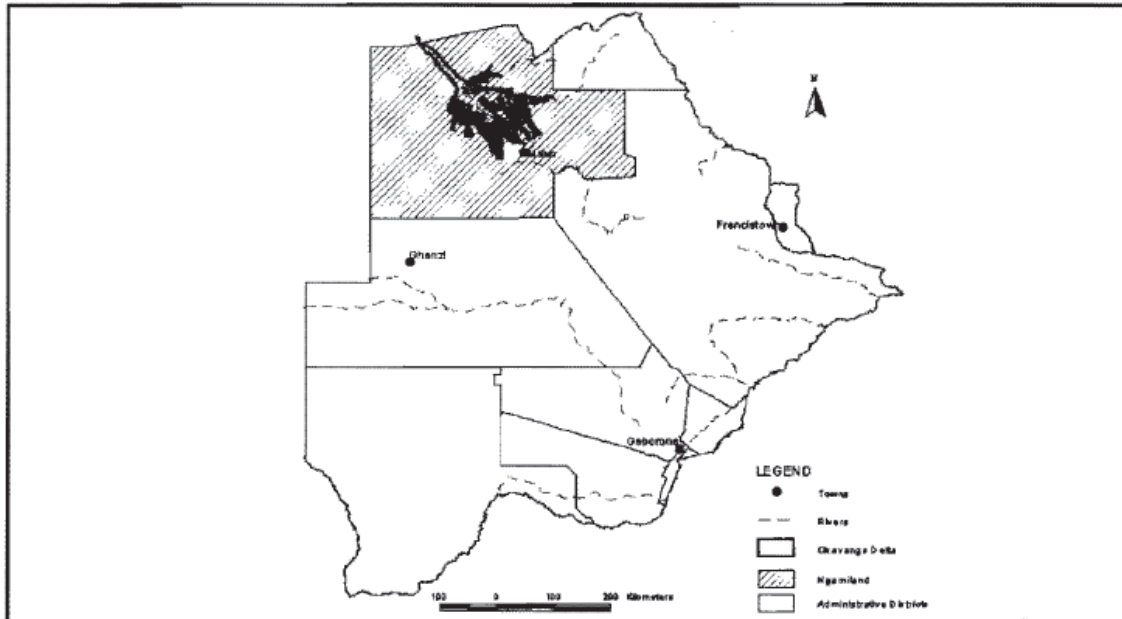 N
Francistown
Ghanzi
Gaborone
LEGEND
Towns
Rivers
Okavango Delta
Ngamiland
Administrative Districts
100 0 100 200 Kilometers